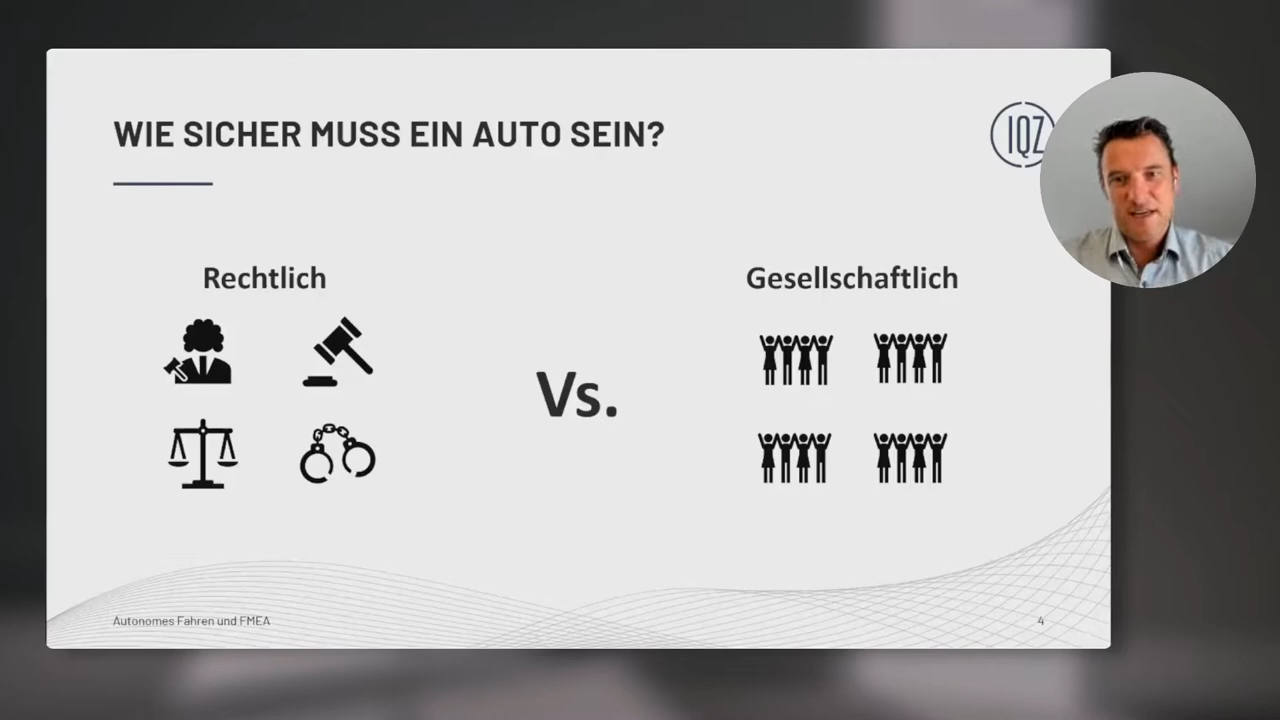 WIE SICHER MUSS EIN AUTO SEIN?
IQZ
Rechtlich
Gesellschaftlich
Vs.
Autonomes Fahren und FMEA
4